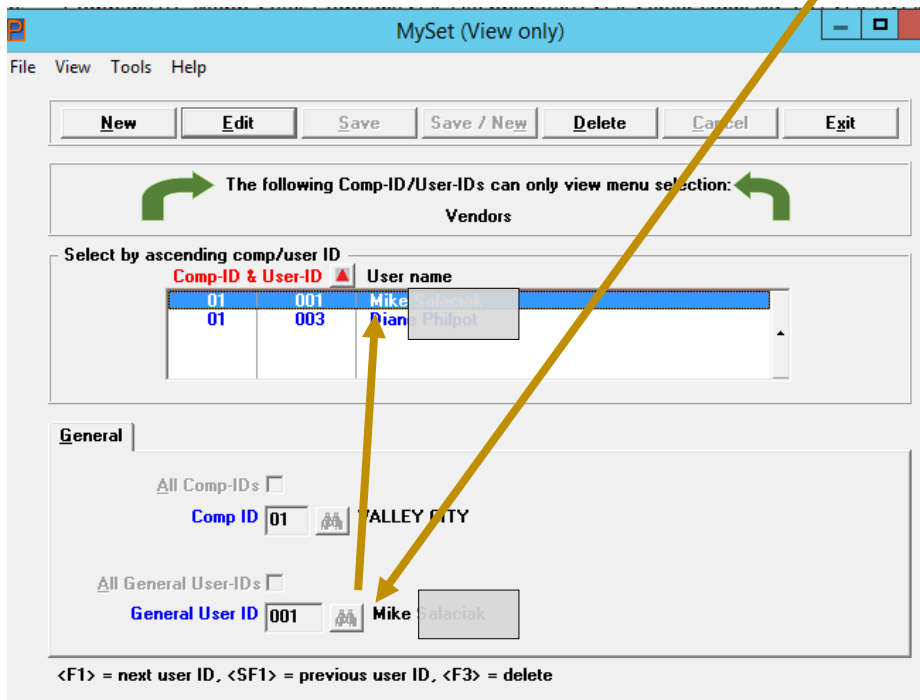 MySet (View only)
File View Tools Help
New Edit Save Save / New Delete Cancel Exit
The following Comp-ID/User-IDs can only view menu selection:
Vendors
Select by ascending comp/user ID
Comp-ID & User-ID User name
01 001 Mike Salaciak
01 003 Diane Philpot
General
All Comp-IDs
Comp ID 01 VALLEY CITY
All General User-IDs
General User ID 001 Mike Salaciak
<F1> = next user ID, <SF1> = previous user ID, <F3> = delete